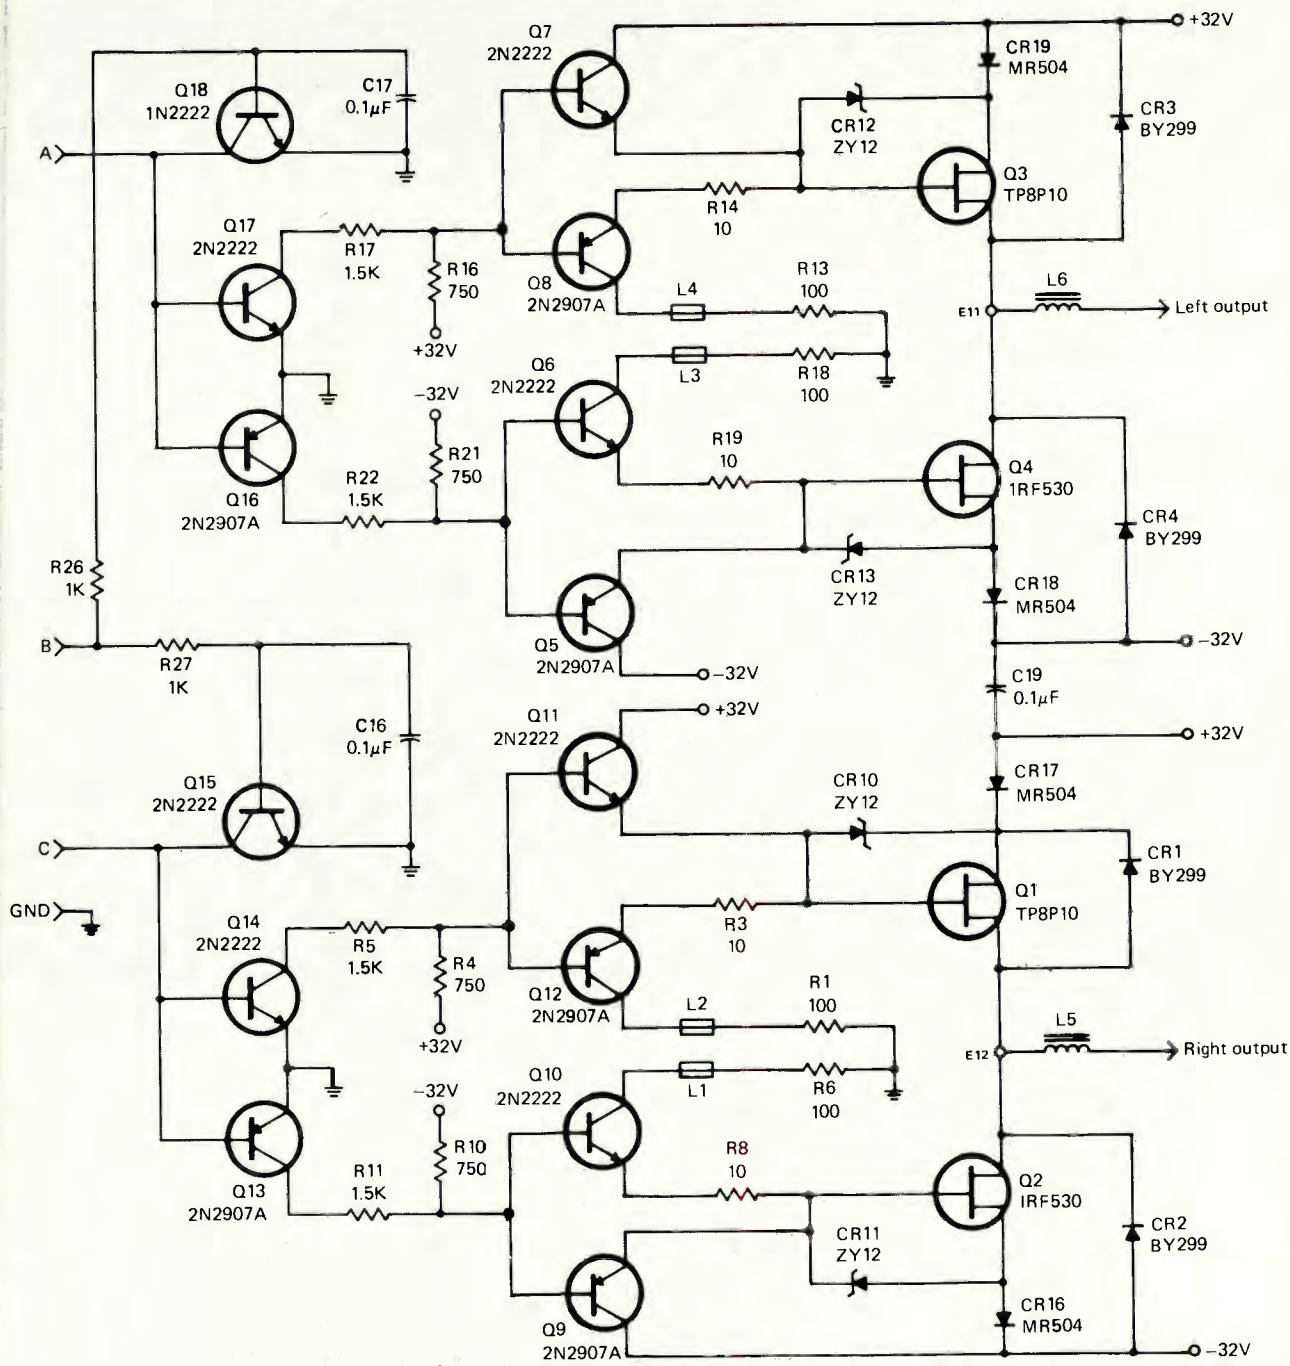 Q7
2N2222
+32V
CR19
MR504
Q18
1N2222
C17
0.1μF
CR12
ZY12
CR3
BY299
A
Q3
TP8P10
R14
10
Q17
2N2222
R17
1.5K
R16
750
+32V
Q8
2N2907A
L4
R13
100
L6
E11
Left output
L3
R18
100
Q6
2N2222
-32V
R21
750
R19
10
Q4
1RF530
Q16
2N2907A
R22
1.5K
CR4
BY299
CR13
ZY12
R26
1K
CR18
MR504
B
R27
1K
Q5
2N2907A
-32V
-32V
C19
0.1μF
+32V
Q11
2N2222
C16
0.1μF
+32V
CR17
MR504
CR10
ZY12
Q15
2N2222
C
CR1
BY299
Q1
TP8P10
GND
R3
10
Q14
2N2222
R5
1.5K
R4
750
+32V
Q12
2N2907A
L2
R1
100
L5
E12
Right output
L1
R6
100
Q10
2N2222
-32V
R10
750
R8
10
Q13
2N2907A
R11
1.5K
Q2
IRF530
CR2
BY299
CR11
ZY12
CR16
MR504
Q9
2N2907A
-32V